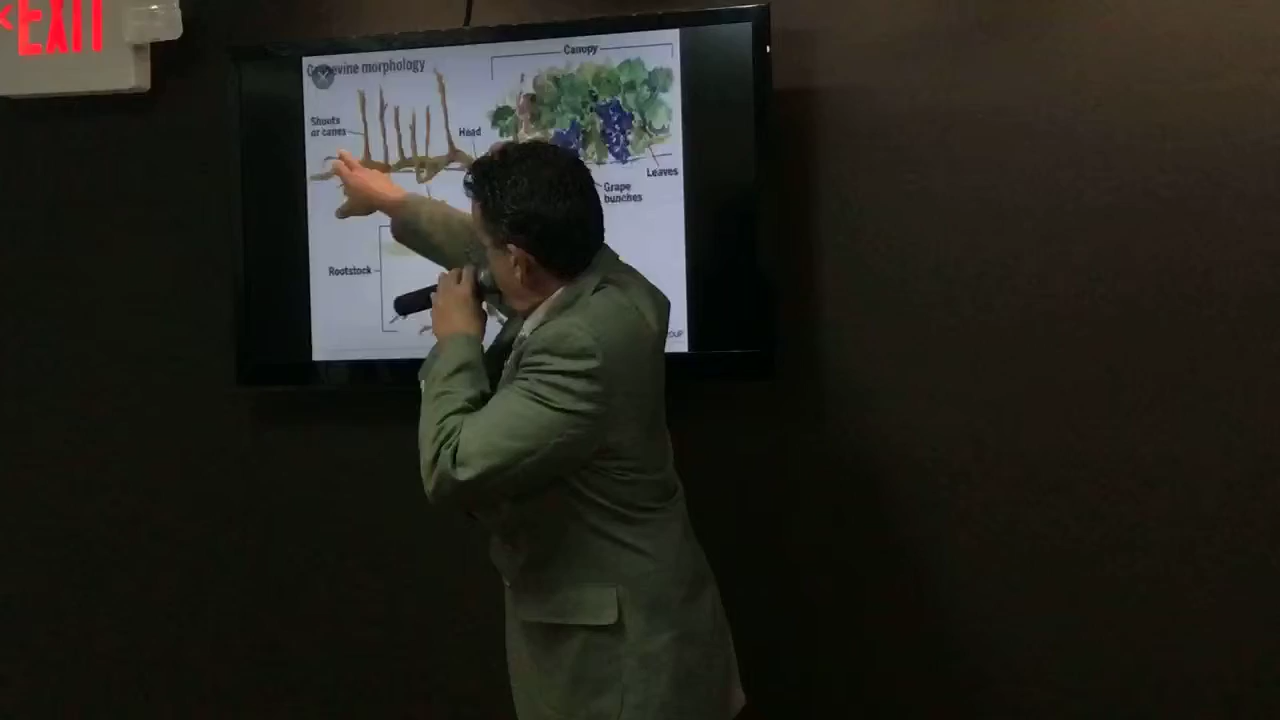 EXIT
Grapevine morphology
Canopy
Shoots
or canes
Head
Leaves
Grape
bunches
Rootstock